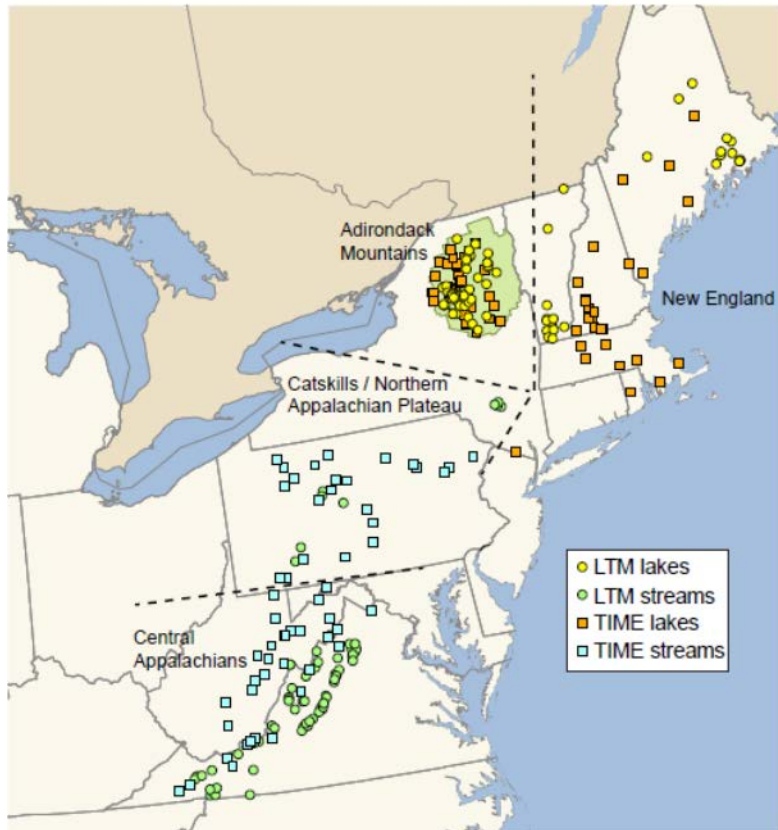 Adirondack
Mountains
New England
Catskills / Northern
Appalachian Plateau
LTM lakes
LTM streams
TIME lakes
TIME streams
Central
Appalachians